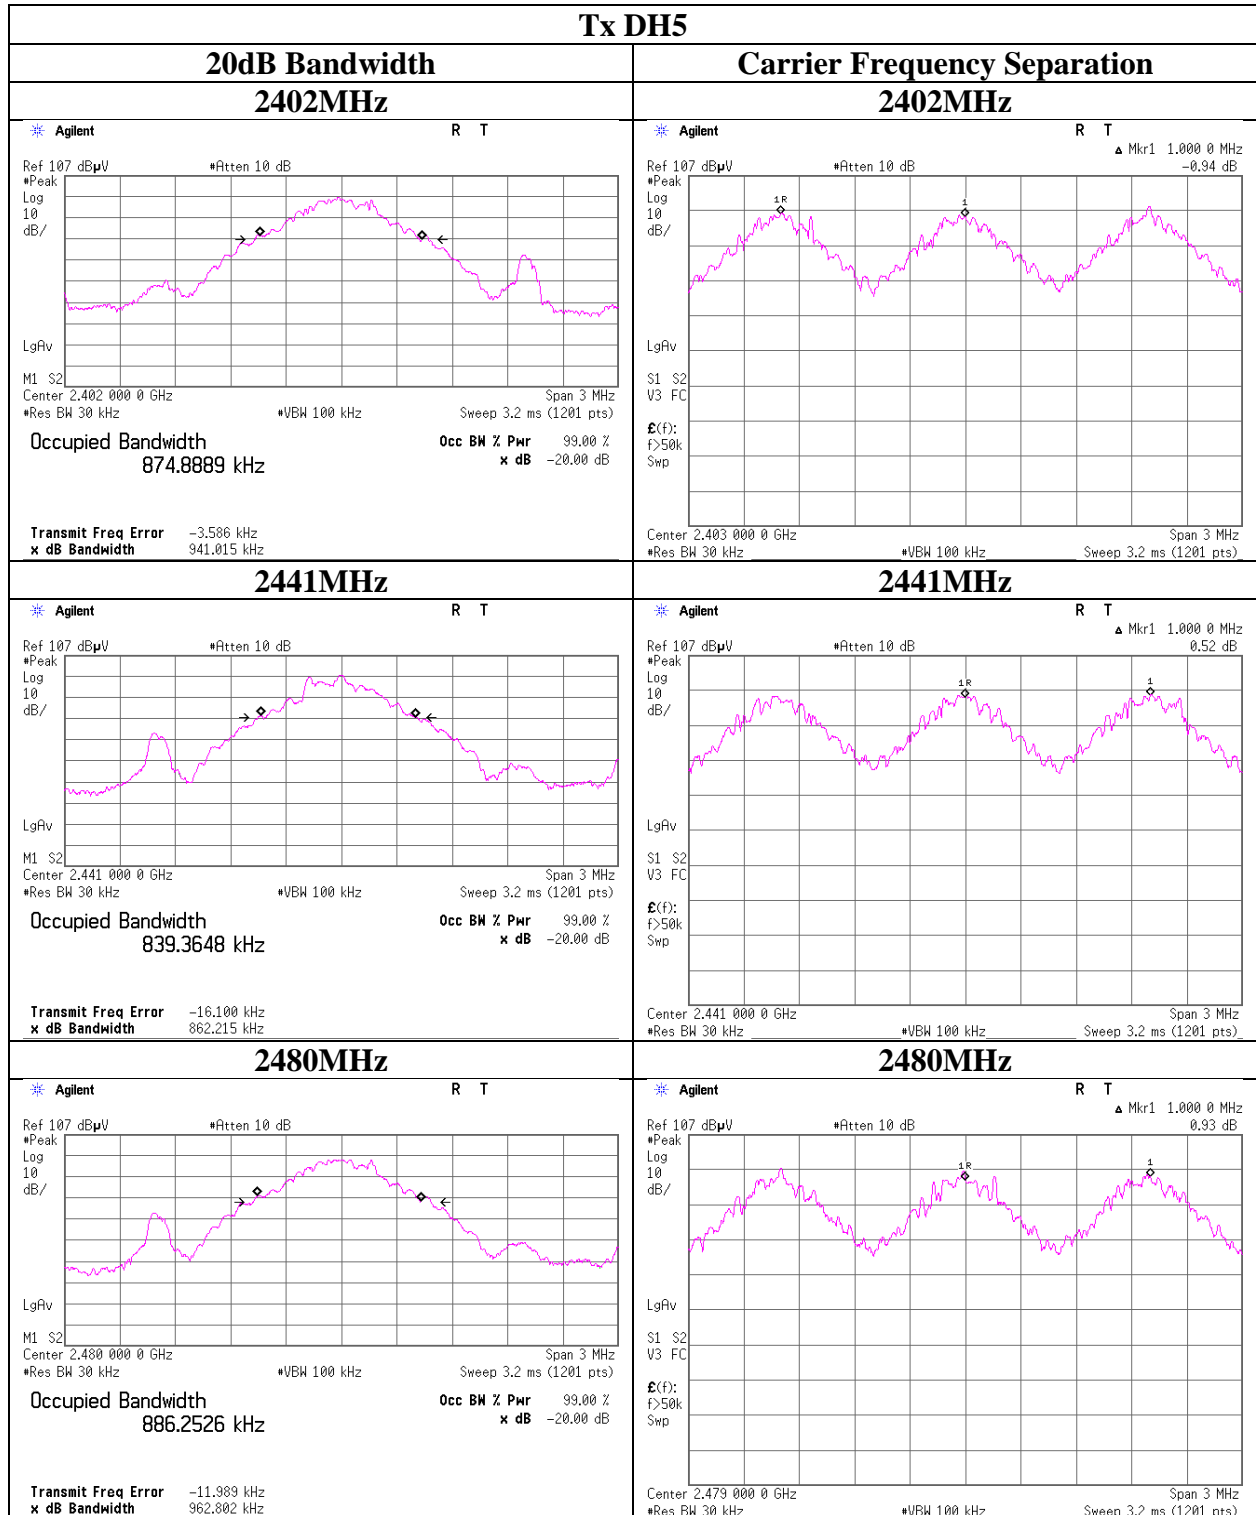 Tx DH5
20dB Bandwidth
Carrier Frequency Separation
2402MHz
2402MHz
Agilent R T
Ref 107 dBµV #Atten 10 dB
#Peak
Log
10
dB/
LgAv
M1 S2
Center 2.402 000 0 GHz Span 3 MHz
#Res BW 30 kHz #VBW 100 kHz Sweep 3.2 ms (1201 pts)
Occupied Bandwidth Occ BW % Pwr 99.00 %
874.8889 kHz x dB -20.00 dB
Transmit Freq Error -3.586 kHz
x dB Bandwidth 941.015 kHz
Agilent R T
Δ Mkr1 1.000 0 MHz
Ref 107 dBµV #Atten 10 dB -0.94 dB
#Peak
Log
10
dB/
1R
1
LgAv
S1 S2
V3 FC
£(f):
f>50k
Swp
Center 2.403 000 0 GHz Span 3 MHz
#Res BW 30 kHz #VBW 100 kHz Sweep 3.2 ms (1201 pts)
2441MHz
2441MHz
Agilent R T
Ref 107 dBµV #Atten 10 dB
#Peak
Log
10
dB/
LgAv
M1 S2
Center 2.441 000 0 GHz Span 3 MHz
#Res BW 30 kHz #VBW 100 kHz Sweep 3.2 ms (1201 pts)
Occupied Bandwidth Occ BW % Pwr 99.00 %
839.3648 kHz x dB -20.00 dB
Transmit Freq Error -16.100 kHz
x dB Bandwidth 862.215 kHz
Agilent R T
Δ Mkr1 1.000 0 MHz
Ref 107 dBµV #Atten 10 dB 0.52 dB
#Peak
Log
10
dB/
1R
1
LgAv
S1 S2
V3 FC
£(f):
f>50k
Swp
Center 2.441 000 0 GHz Span 3 MHz
#Res BW 30 kHz #VBW 100 kHz Sweep 3.2 ms (1201 pts)
2480MHz
2480MHz
Agilent R T
Ref 107 dBµV #Atten 10 dB
#Peak
Log
10
dB/
LgAv
M1 S2
Center 2.480 000 0 GHz Span 3 MHz
#Res BW 30 kHz #VBW 100 kHz Sweep 3.2 ms (1201 pts)
Occupied Bandwidth Occ BW % Pwr 99.00 %
886.2526 kHz x dB -20.00 dB
Transmit Freq Error -11.989 kHz
x dB Bandwidth 962.802 kHz
Agilent R T
Δ Mkr1 1.000 0 MHz
Ref 107 dBµV #Atten 10 dB 0.93 dB
#Peak
Log
10
dB/
1R
1
LgAv
S1 S2
V3 FC
£(f):
f>50k
Swp
Center 2.479 000 0 GHz Span 3 MHz
#Res BW 30 kHz #VBW 100 kHz Sweep 3.2 ms (1201 pts)